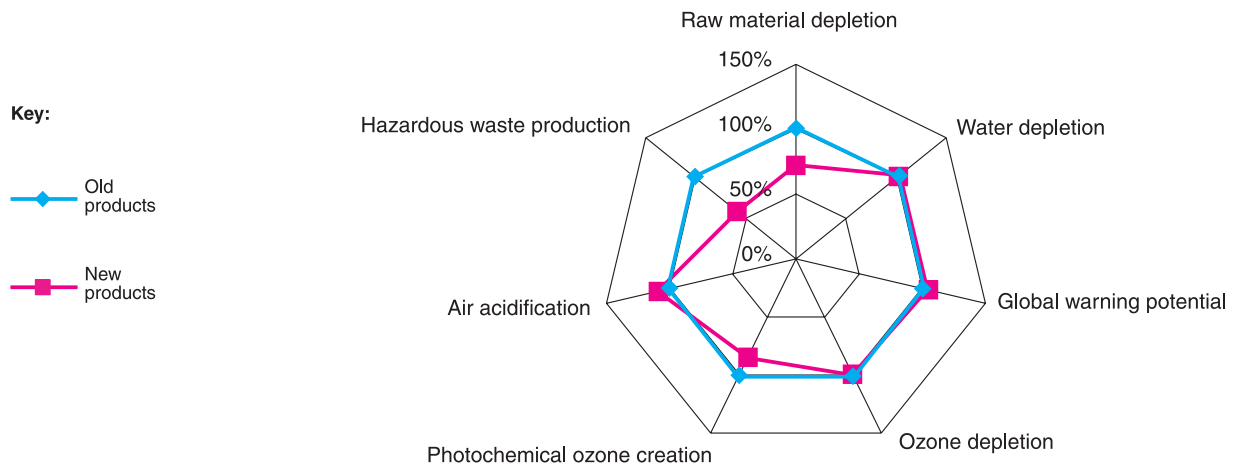 Raw material depletion
150%
Key:
100%
Hazardous waste production
Water depletion
Old
products
50%
0%
New
products
Air acidification
Global warning potential
Photochemical ozone creation
Ozone depletion